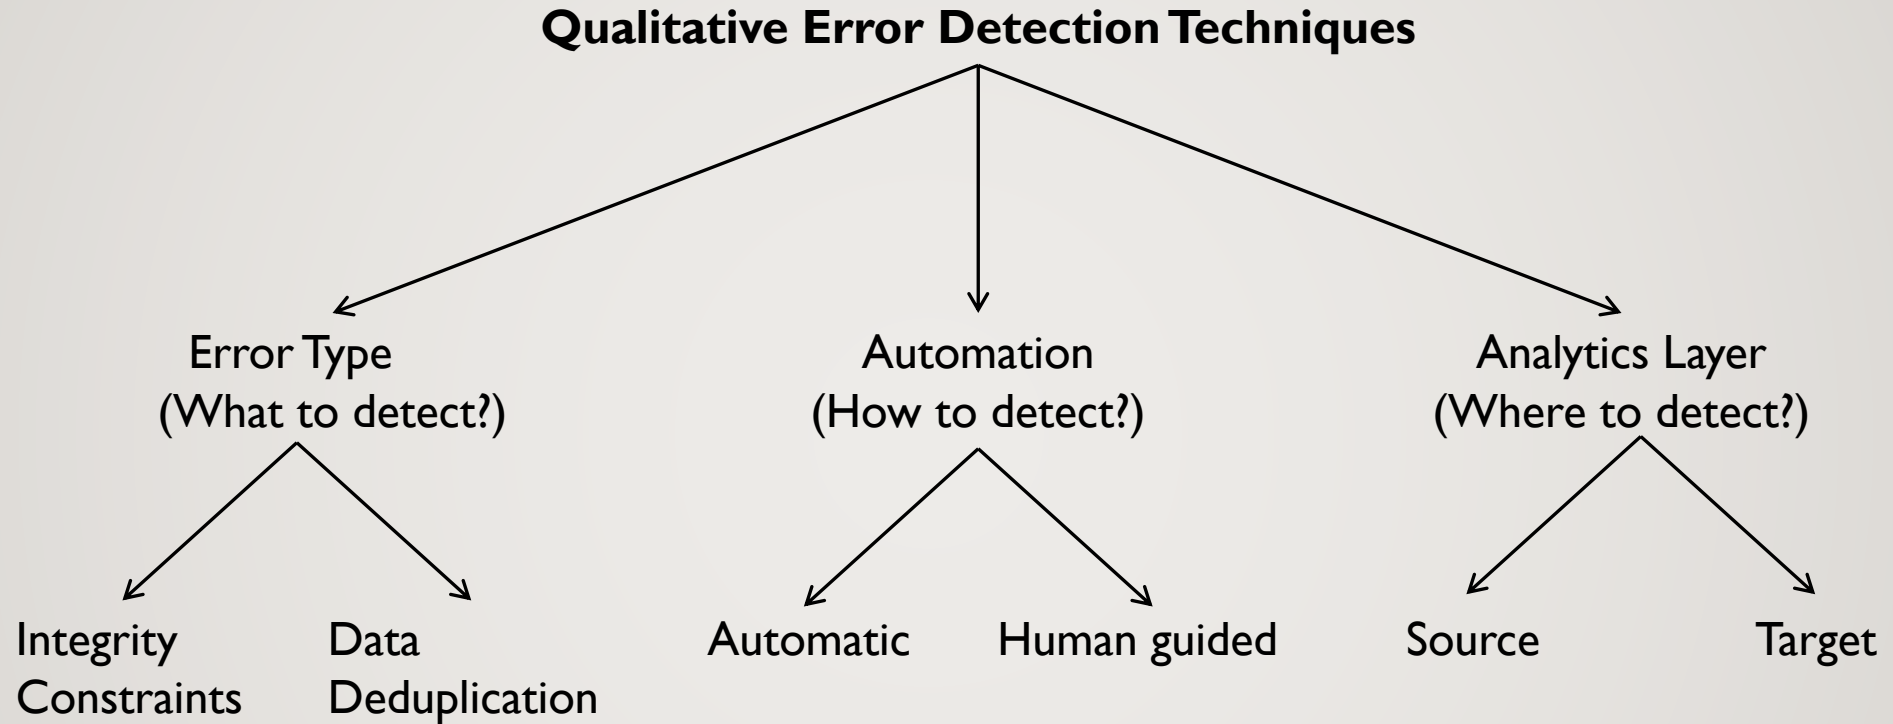 Qualitative Error Detection Techniques
Error Type
(What to detect?)
Automation
(How to detect?)
Analytics Layer
(Where to detect?)
Integrity
Constraints
Data
Deduplication
Automatic
Human guided
Source
Target